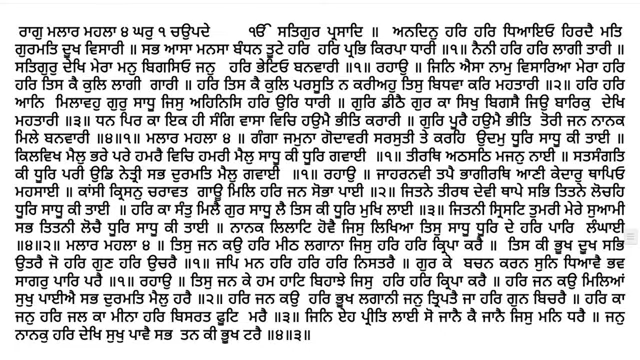 ਰਾਗੁ ਮਲਾਰ ਮਹਲਾ ੪ ਘਰੁ ੧ ਚਉਪਦੇ ੴ ਸਤਿਗੁਰ ਪ੍ਰਸਾਦਿ ॥ ਅਨਦਿਨੁ ਹਰਿ ਹਰਿ ਧਿਆਇਓ ਹਿਰਦੈ ਮਤਿ
ਗੁਰਮਤਿ ਦੂਖ ਵਿਸਾਰੀ ॥ ਸਭ ਆਸਾ ਮਨਸਾ ਬੰਧਨ ਤੂਟੇ ਹਰਿ ਹਰਿ ਪ੍ਰਭਿ ਕਿਰਪਾ ਧਾਰੀ ॥੧॥ ਨੈਨੀ ਹਰਿ ਹਰਿ ਲਾਗੀ ਤਾਰੀ ॥
ਸਤਿਗੁਰੁ ਦੇਖਿ ਮੇਰਾ ਮਨੁ ਬਿਗਸਿਓ ਜਨੁ ਹਰਿ ਭੇਟਿਓ ਬਨਵਾਰੀ ॥੧॥ ਰਹਾਉ ॥ ਜਿਨਿ ਐਸਾ ਨਾਮੁ ਵਿਸਾਰਿਆ ਮੇਰਾ ਹਰਿ
ਹਰਿ ਤਿਸ ਕੈ ਕੁਲਿ ਲਾਗੀ ਗਾਰੀ ॥ ਹਰਿ ਤਿਸ ਕੈ ਕੁਲਿ ਪਰਸੂਤਿ ਨ ਕਰੀਅਹੁ ਤਿਸੁ ਬਿਧਵਾ ਕਰਿ ਮਹਤਾਰੀ ॥੨॥ ਹਰਿ ਹਰਿ
ਆਨਿ ਮਿਲਾਵਹੁ ਗੁਰੁ ਸਾਧੂ ਜਿਸੁ ਅਹਿਨਿਸਿ ਹਰਿ ਉਰਿ ਧਾਰੀ ॥ ਗੁਰਿ ਡੀਠੈ ਗੁਰ ਕਾ ਸਿਖੁ ਬਿਗਸੈ ਜਿਉ ਬਾਰਿਕੁ ਦੇਖਿ
ਮਹਤਾਰੀ ॥੩॥ ਧਨ ਪਿਰ ਕਾ ਇਕ ਹੀ ਸੰਗਿ ਵਾਸਾ ਵਿਚਿ ਹਉਮੈ ਭੀਤਿ ਕਰਾਰੀ ॥ ਗੁਰਿ ਪੂਰੈ ਹਉਮੈ ਭੀਤਿ ਤੋਰੀ ਜਨ ਨਾਨਕ
ਮਿਲੇ ਬਨਵਾਰੀ ॥੪॥੧॥ ਮਲਾਰ ਮਹਲਾ ੪ ॥ ਗੰਗਾ ਜਮੁਨਾ ਗੋਦਾਵਰੀ ਸਰਸੁਤੀ ਤੇ ਕਰਹਿ ਉਦਮੁ ਧੂਰਿ ਸਾਧੂ ਕੀ ਤਾਈ ॥
ਕਿਲਵਿਖ ਮੈਲੁ ਭਰੇ ਪਰੇ ਹਮਰੈ ਵਿਚਿ ਹਮਰੀ ਮੈਲੁ ਸਾਧੂ ਕੀ ਧੂਰਿ ਗਵਾਈ ॥੧॥ ਤੀਰਥਿ ਅਠਸਠਿ ਮਜਨੁ ਨਾਈ ॥ ਸਤਸੰਗਤਿ
ਕੀ ਧੂਰਿ ਪਰੀ ਉਡਿ ਨੇਤ੍ਰੀ ਸਭ ਦੁਰਮਤਿ ਮੈਲੁ ਗਵਾਈ ॥੧॥ ਰਹਾਉ ॥ ਜਾਹਰਨਵੀ ਤਪੈ ਭਾਗੀਰਥਿ ਆਣੀ ਕੇਦਾਰੁ ਥਾਪਿਓ
ਮਹਸਾਈ ॥ ਕਾਂਸੀ ਕ੍ਰਿਸਨੁ ਚਰਾਵਤ ਗਾਊ ਮਿਲਿ ਹਰਿ ਜਨ ਸੋਭਾ ਪਾਈ ॥੨॥ ਜਿਤਨੇ ਤੀਰਥ ਦੇਵੀ ਥਾਪੇ ਸਭਿ ਤਿਤਨੇ ਲੋਚਹਿ
ਧੂਰਿ ਸਾਧੂ ਕੀ ਤਾਈ ॥ ਹਰਿ ਕਾ ਸੰਤੁ ਮਿਲੈ ਗੁਰ ਸਾਧੂ ਲੈ ਤਿਸ ਕੀ ਧੂਰਿ ਮੁਖਿ ਲਾਈ ॥੩॥ ਜਿਤਨੀ ਸ੍ਰਿਸਟਿ ਤੁਮਰੀ ਮੇਰੇ ਸੁਆਮੀ
ਸਭ ਤਿਤਨੀ ਲੋਚੈ ਧੂਰਿ ਸਾਧੂ ਕੀ ਤਾਈ ॥ ਨਾਨਕ ਲਿਲਾਟਿ ਹੋਵੈ ਜਿਸੁ ਲਿਖਿਆ ਤਿਸੁ ਸਾਧੂ ਧੂਰਿ ਦੇ ਹਰਿ ਪਾਰਿ ਲੰਘਾਈ
॥੪॥੨॥ ਮਲਾਰ ਮਹਲਾ ੪ ॥ ਤਿਸੁ ਜਨ ਕਉ ਹਰਿ ਮੀਠ ਲਗਾਨਾ ਜਿਸੁ ਹਰਿ ਹਰਿ ਕ੍ਰਿਪਾ ਕਰੈ ॥ ਤਿਸ ਕੀ ਭੂਖ ਦੂਖ ਸਭਿ
ਉਤਰੈ ਜੋ ਹਰਿ ਗੁਣ ਹਰਿ ਉਚਰੈ ॥੧॥ ਜਪਿ ਮਨ ਹਰਿ ਹਰਿ ਹਰਿ ਨਿਸਤਰੈ ॥ ਗੁਰ ਕੇ ਬਚਨ ਕਰਨ ਸੁਨਿ ਧਿਆਵੈ ਭਵ
ਸਾਗਰੁ ਪਾਰਿ ਪਰੈ ॥੧॥ ਰਹਾਉ ॥ ਤਿਸੁ ਜਨ ਕੇ ਹਮ ਹਾਟਿ ਬਿਹਾਝੇ ਜਿਸੁ ਹਰਿ ਹਰਿ ਕ੍ਰਿਪਾ ਕਰੈ ॥ ਹਰਿ ਜਨ ਕਉ ਮਿਲਿਆਂ
ਸੁਖੁ ਪਾਈਐ ਸਭ ਦੁਰਮਤਿ ਮੈਲੁ ਹਰੈ ॥੨॥ ਹਰਿ ਜਨ ਕਉ ਹਰਿ ਭੂਖ ਲਗਾਨੀ ਜਨੁ ਤ੍ਰਿਪਤੈ ਜਾ ਹਰਿ ਗੁਨ ਬਿਚਰੈ ॥ ਹਰਿ ਕਾ
ਜਨੁ ਹਰਿ ਜਲ ਕਾ ਮੀਨਾ ਹਰਿ ਬਿਸਰਤ ਫੂਟਿ ਮਰੈ ॥੩॥ ਜਿਨਿ ਏਹ ਪ੍ਰੀਤਿ ਲਾਈ ਸੋ ਜਾਨੈ ਕੈ ਜਾਨੈ ਜਿਸੁ ਮਨਿ ਧਰੈ ॥ ਜਨੁ
ਨਾਨਕੁ ਹਰਿ ਦੇਖਿ ਸੁਖੁ ਪਾਵੈ ਸਭ ਤਨ ਕੀ ਭੂਖ ਟਰੈ ॥੪॥੩॥